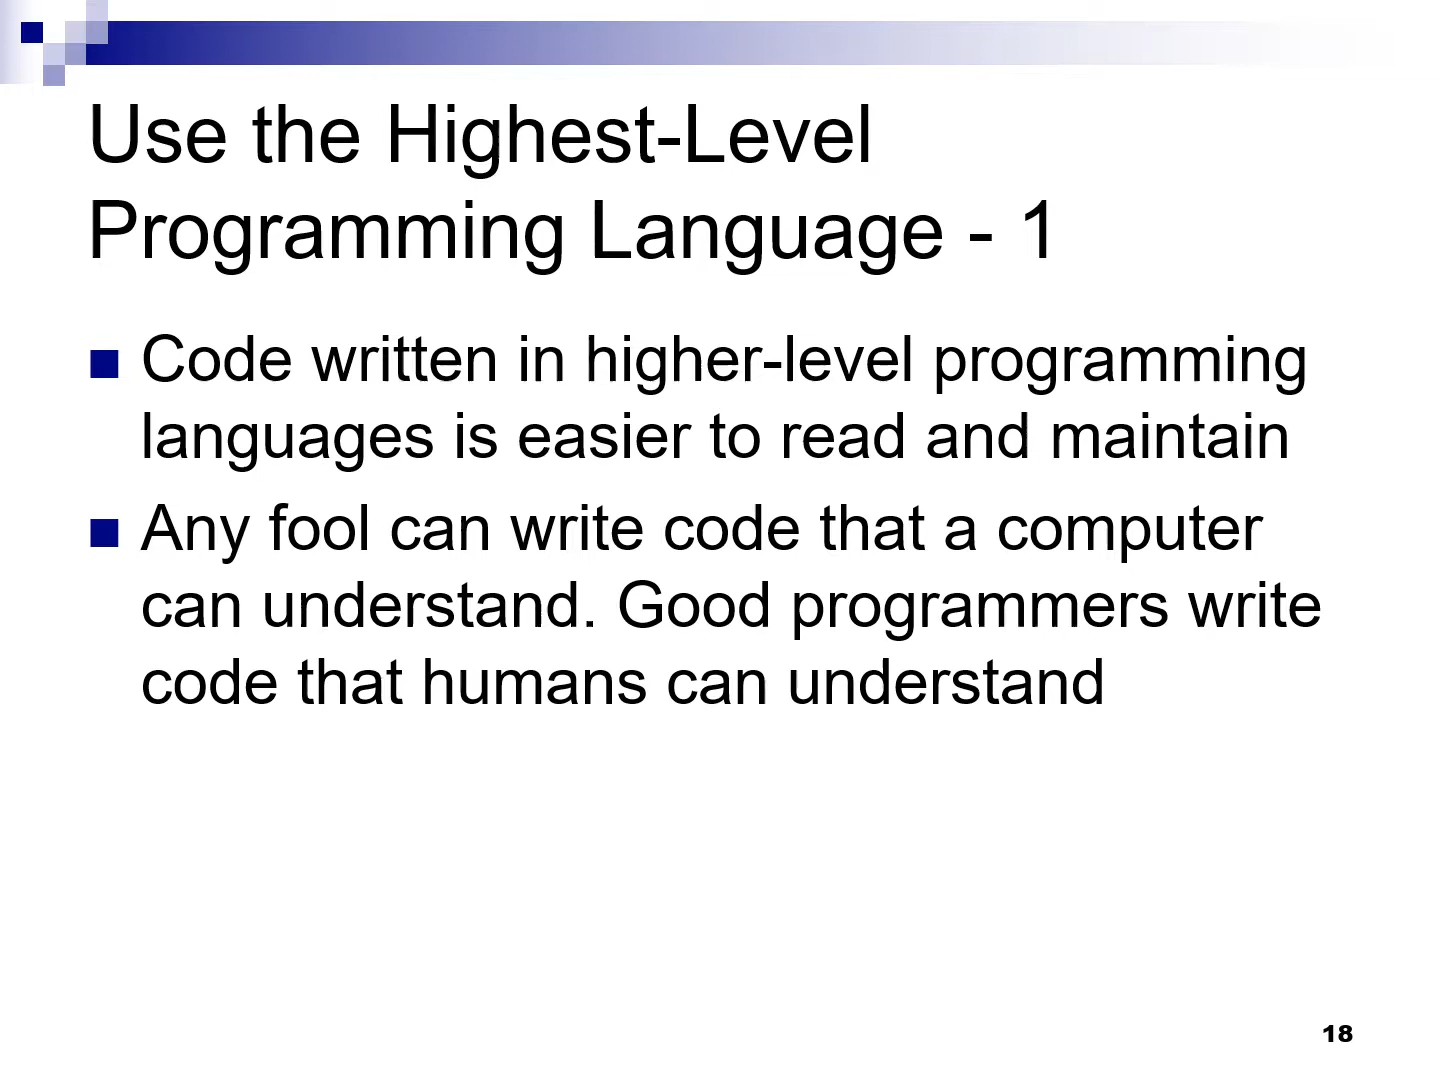 Use the Highest-Level
Programming Language - 1
Code written in higher-level programming
languages is easier to read and maintain
Any fool can write code that a computer
can understand. Good programmers write
code that humans can understand
18